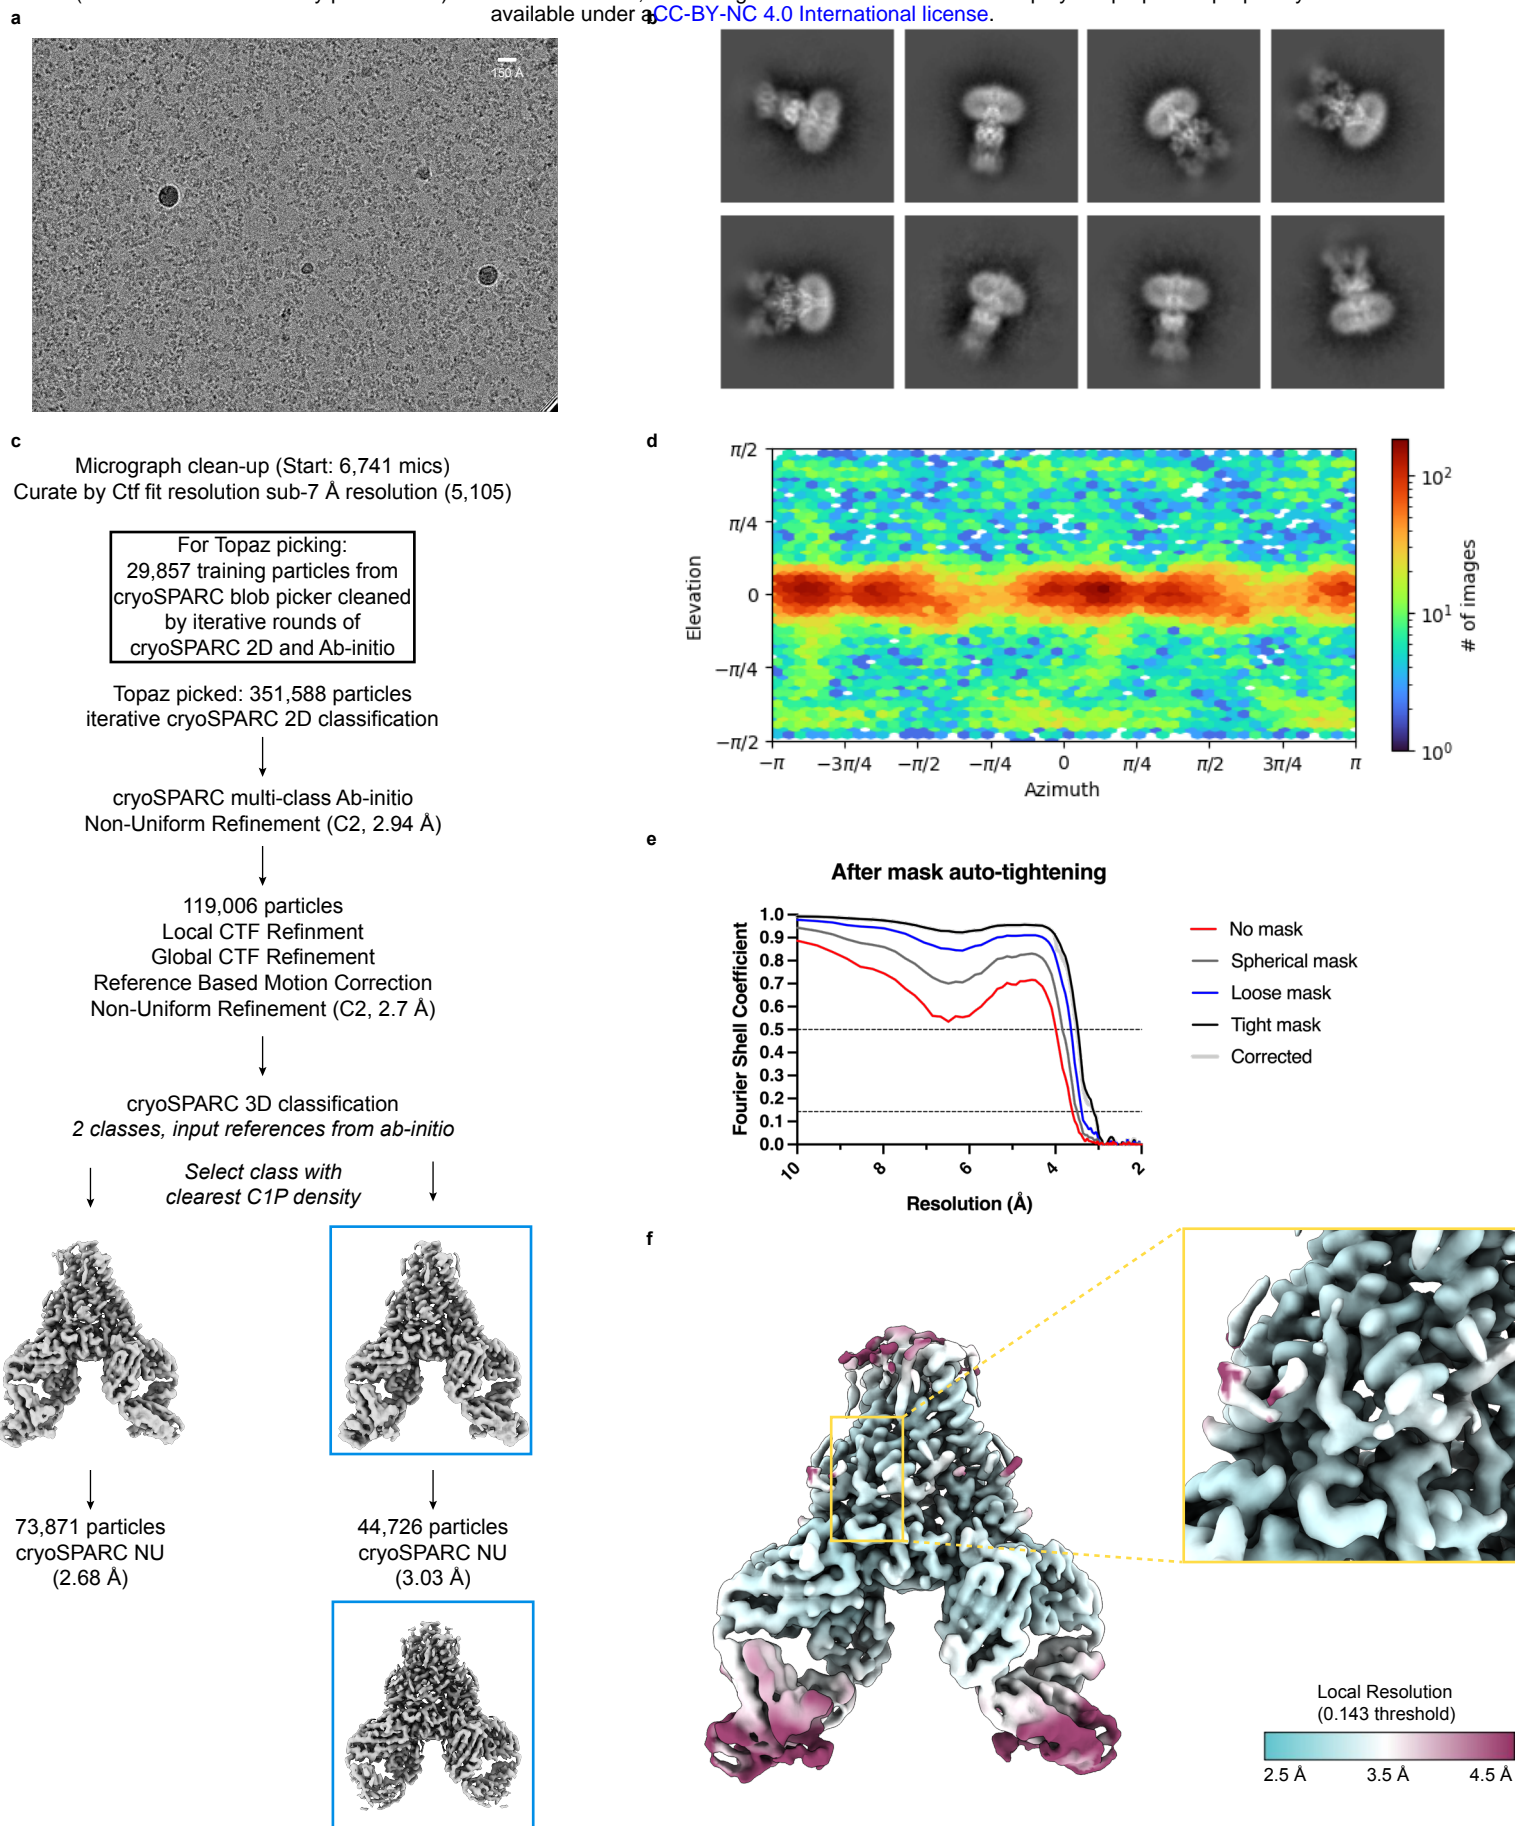 available under aCC-BY-NC 4.0 International license.
a
b
150 Å
c
Micrograph clean-up (Start: 6,741 mics)
Curate by Ctf fit resolution sub-7 Å resolution (5,105)
For Topaz picking:
29,857 training particles from
cryoSPARC blob picker cleaned
by iterative rounds of
cryoSPARC 2D and Ab-initio
Topaz picked: 351,588 particles
iterative cryoSPARC 2D classification
cryoSPARC multi-class Ab-initio
Non-Uniform Refinement (C2, 2.94 Å)
119,006 particles
Local CTF Refinment
Global CTF Refinement
Reference Based Motion Correction
Non-Uniform Refinement (C2, 2.7 Å)
cryoSPARC 3D classification
2 classes, input references from ab-initio
Select class with
clearest C1P density
73,871 particles
cryoSPARC NU
(2.68 Å)
44,726 particles
cryoSPARC NU
(3.03 Å)
d
π/2
π/4
0
−π/4
−π/2
Elevation
−π −3π/4 −π/2 −π/4 0 π/4 π/2 3π/4 π
Azimuth
10²
10¹
10⁰
# of images
e
After mask auto-tightening
1.0
0.9
0.8
0.7
0.6
0.5
0.4
0.3
0.2
0.1
0.0
Fourier Shell Coefficient
10 8 6 4 2
Resolution (Å)
No mask
Spherical mask
Loose mask
Tight mask
Corrected
f
Local Resolution
(0.143 threshold)
2.5 Å 3.5 Å 4.5 Å